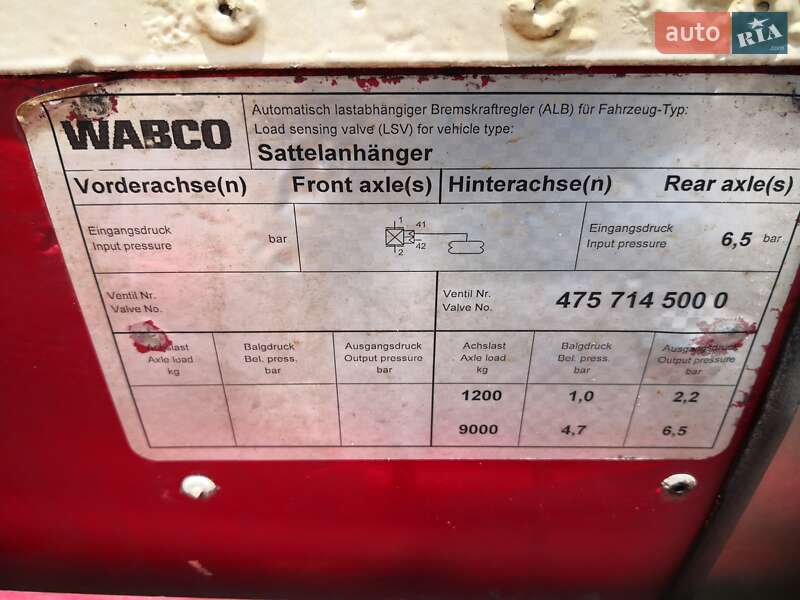 auto RIA .com
WABCO
Automatisch lastabhängiger Bremskraftregler (ALB) für Fahrzeug-Typ:
Load sensing valve (LSV) for vehicle type:
Sattelanhänger
Vorderachse(n) Front axle(s) Hinterachse(n) Rear axle(s)
Eingangsdruck
Input pressure bar
1 41
42
2
Eingangsdruck
Input pressure 6,5 bar
Ventil Nr.
Valve No.
Ventil Nr.
Valve No. 475 714 500 0
Achslast Balgdruck Ausgangsdruck Achslast Balgdruck Ausgangsdruck
Axle load Bel. press. Output pressure Axle load Bel. press. Output pressure
kg bar bar kg bar bar
1200 1,0 2,2
9000 4,7 6,5